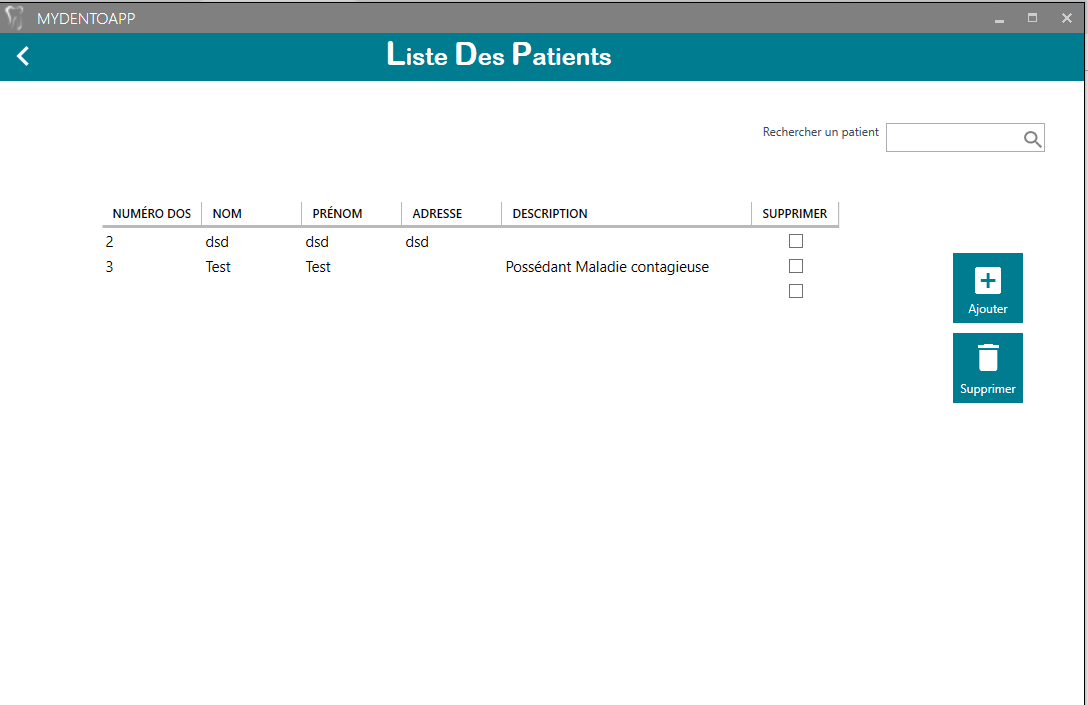 MYDENTOAPP
Liste Des Patients
Rechercher un patient
NUMÉRO DOS NOM PRÉNOM ADRESSE DESCRIPTION SUPPRIMER
2 dsd dsd dsd
3 Test Test Possédant Maladie contagieuse
Ajouter
Supprimer